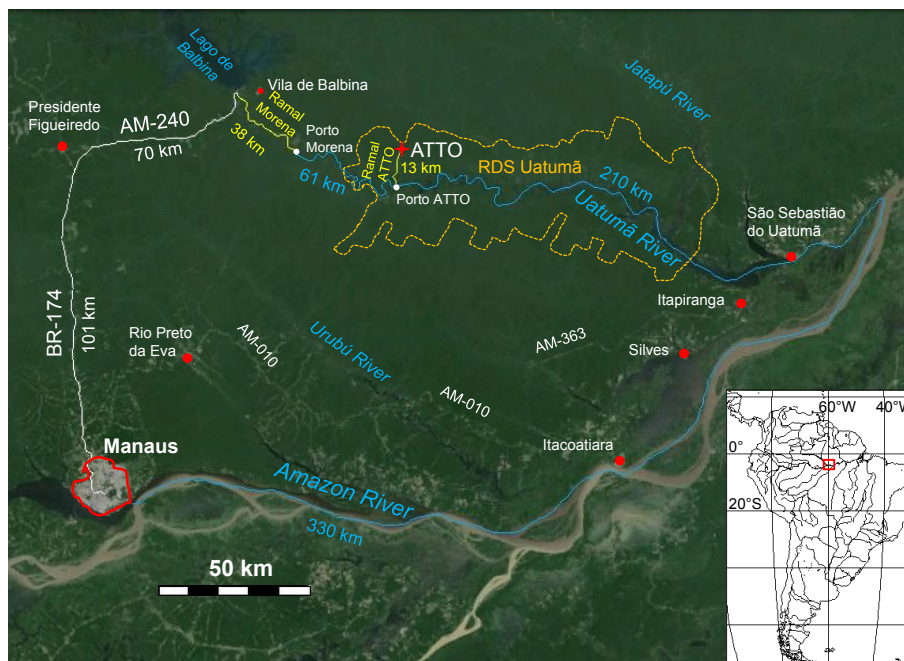 Lago de
Balbina
Vila de Balbina
Jatapú River
Presidente
Figueiredo
AM-240
70 km
Ramal
Morena
38 km
Porto
Morena
61 km
Ramal
ATTO
ATTO
13 km
RDS Uatumã
Porto ATTO
210 km
Uatumã River
São Sebastião
do Uatumã
Itapiranga
BR-174
101 km
Rio Preto
da Eva
AM-010
Urubú River
AM-363
Silves
AM-010
Manaus
Itacoatiara
Amazon River
330 km
50 km
60°W
40°W
0°
20°S